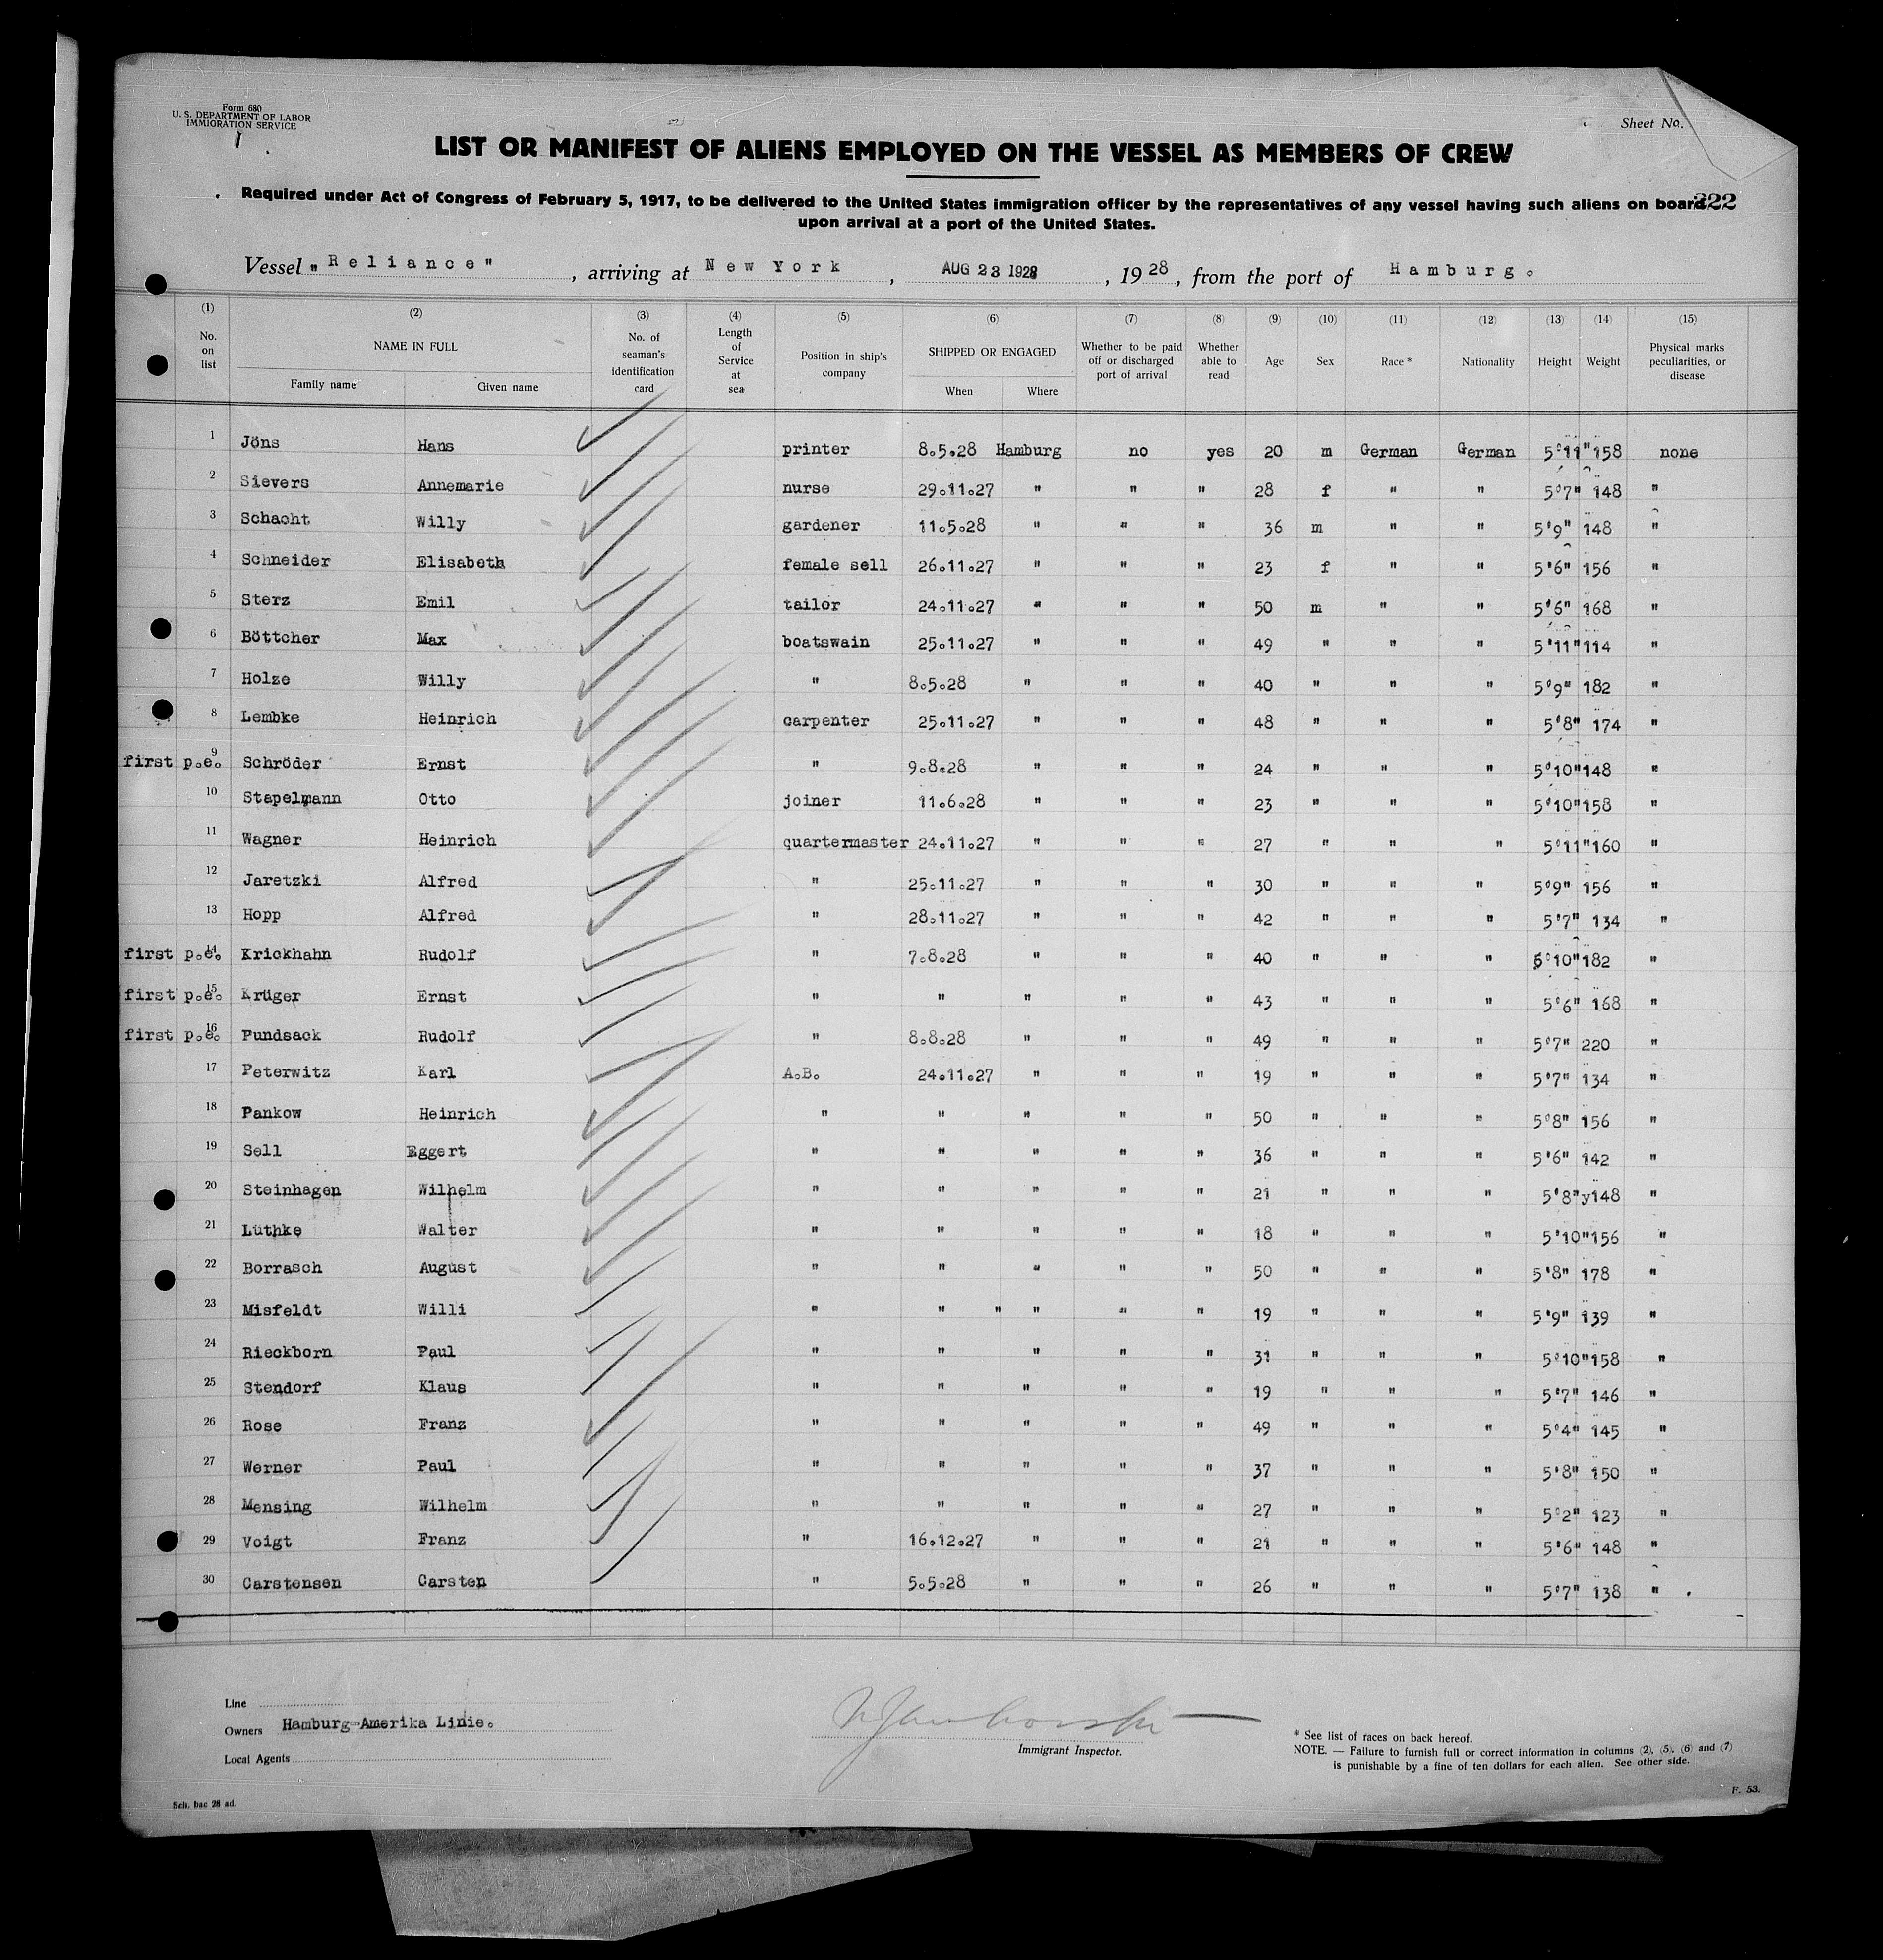 Form 680
U. S. DEPARTMENT OF LABOR
IMMIGRATION SERVICE
Sheet No.
LIST OR MANIFEST OF ALIENS EMPLOYED ON THE VESSEL AS MEMBERS OF CREW
Required under Act of Congress of February 5, 1917, to be delivered to the United States immigration officer by the representatives of any vessel having such aliens on board 222
upon arrival at a port of the United States.
Vessel "Reliance", arriving at New York, AUG 23 1928, 1928, from the port of Hamburg.
(1) (2) (3) (4) (5) (6) (7) (8) (9) (10) (11) (12) (13) (14) (15)
No. on list NAME IN FULL Family name Given name No. of seaman's identification card Length of Service at sea Position in ship's company SHIPPED OR ENGAGED When Where Whether to be paid off or discharged port of arrival Whether able to read Age Sex Race * Nationality Height Weight Physical marks peculiarities, or disease
1 Jöns Hans printer 8.5.28 Hamburg no yes 20 m German German 5'11" 158 none
2 Sievers Annemarie nurse 29.11.27 " " " 28 f " " 5'7" 148 "
3 Schacht Willy gardener 11.5.28 " " " 36 m " " 5'9" 148 "
4 Schneider Elisabeth female sell 26.11.27 " " " 23 f " " 5'6" 156 "
5 Sterz Emil tailor 24.11.27 " " " 50 m " " 5'6" 168 "
6 Böttcher Max boatswain 25.11.27 " " " 49 " " " 5'11" 114 "
7 Holze Willy " 8.5.28 " " " 40 " " " 5'9" 182 "
8 Lembke Heinrich carpenter 25.11.27 " " " 48 " " " 5'8" 174 "
first p.e. 9 Schröder Ernst " 9.8.28 " " " 24 " " " 5'10" 148 "
10 Stapelmann Otto joiner 11.6.28 " " " 23 " " " 5'10" 158 "
11 Wagner Heinrich quartermaster 24.11.27 " " " 27 " " " 5'11" 160 "
12 Jaretzki Alfred " 25.11.27 " " " 30 " " " 5'9" 156 "
13 Hopp Alfred " 28.11.27 " " " 42 " " " 5'7" 134 "
first p.e. 14 Krickhahn Rudolf " 7.8.28 " " " 40 " " " 5'10" 182 "
first p.e. 15 Krüger Ernst " " " " " 43 " " " 5'6" 168 "
first p.e. 16 Pundsack Rudolf " 8.8.28 " " " 49 " " " 5'7" 220 "
17 Peterwitz Karl A.B. 24.11.27 " " " 19 " " " 5'7" 134 "
18 Pankow Heinrich " " " " " 50 " " " 5'8" 156 "
19 Sell Eggert " " " " " 36 " " " 5'6" 142 "
20 Steinhagen Wilhelm " " " " " 21 " " " 5'8"y148 "
21 Lüthke Walter " " " " " 18 " " " 5'10" 156 "
22 Borrasch August " " " " " 50 " " " 5'8" 178 "
23 Misfeldt Willi " " " " " " 19 " " " 5'9" 139 "
24 Rieckborn Paul " " " " " 31 " " " 5'10" 158 "
25 Stendorf Klaus " " " " " 19 " " " 5'7" 146 "
26 Rose Franz " " " " " 49 " " " 5'4" 145 "
27 Werner Paul " " " " " 37 " " " 5'8" 150 "
28 Mensing Wilhelm " " " " " 27 " " " 5'2" 123 "
29 Voigt Franz " 16.12.27 " " " 21 " " " 5'6" 148 "
30 Carstensen Carsten " 5.5.28 " " " 26 " " " 5'7" 138 "
Line
Owners Hamburg-Amerika Linie.
Local Agents
Immigrant Inspector.
* See list of races on back hereof.
NOTE. — Failure to furnish full or correct information in columns (2), (5), (6) and (7)
is punishable by a fine of ten dollars for each alien. See other side.
Sch. bac 28 ad.
F. 53.